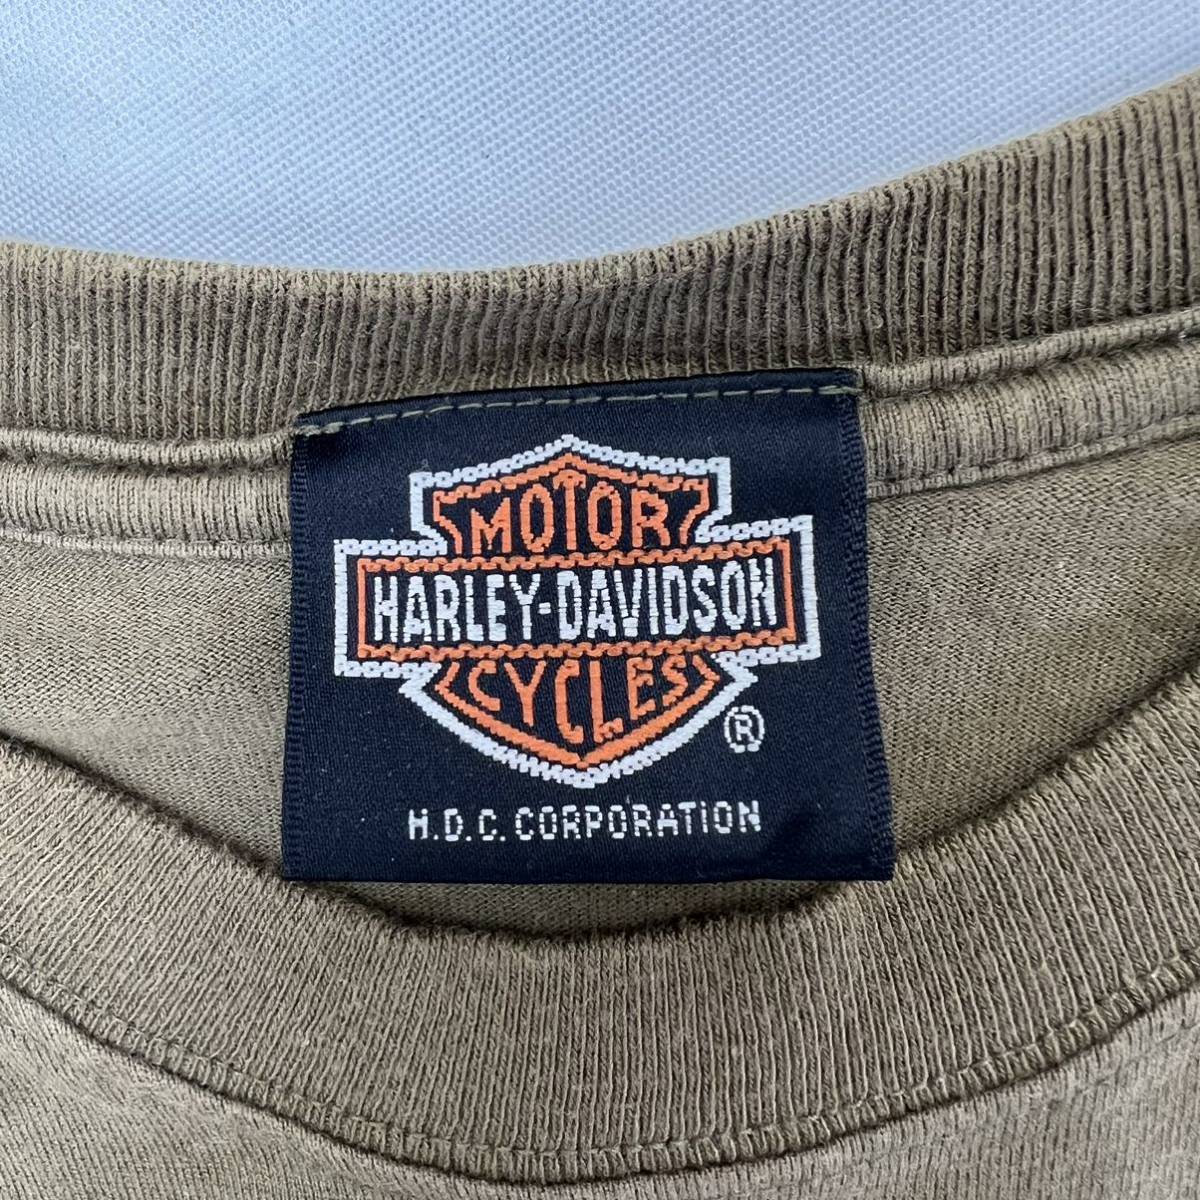 MOTOR
HARLEY-DAVIDSON
CYCLES
®
H.D.C. CORPORATION